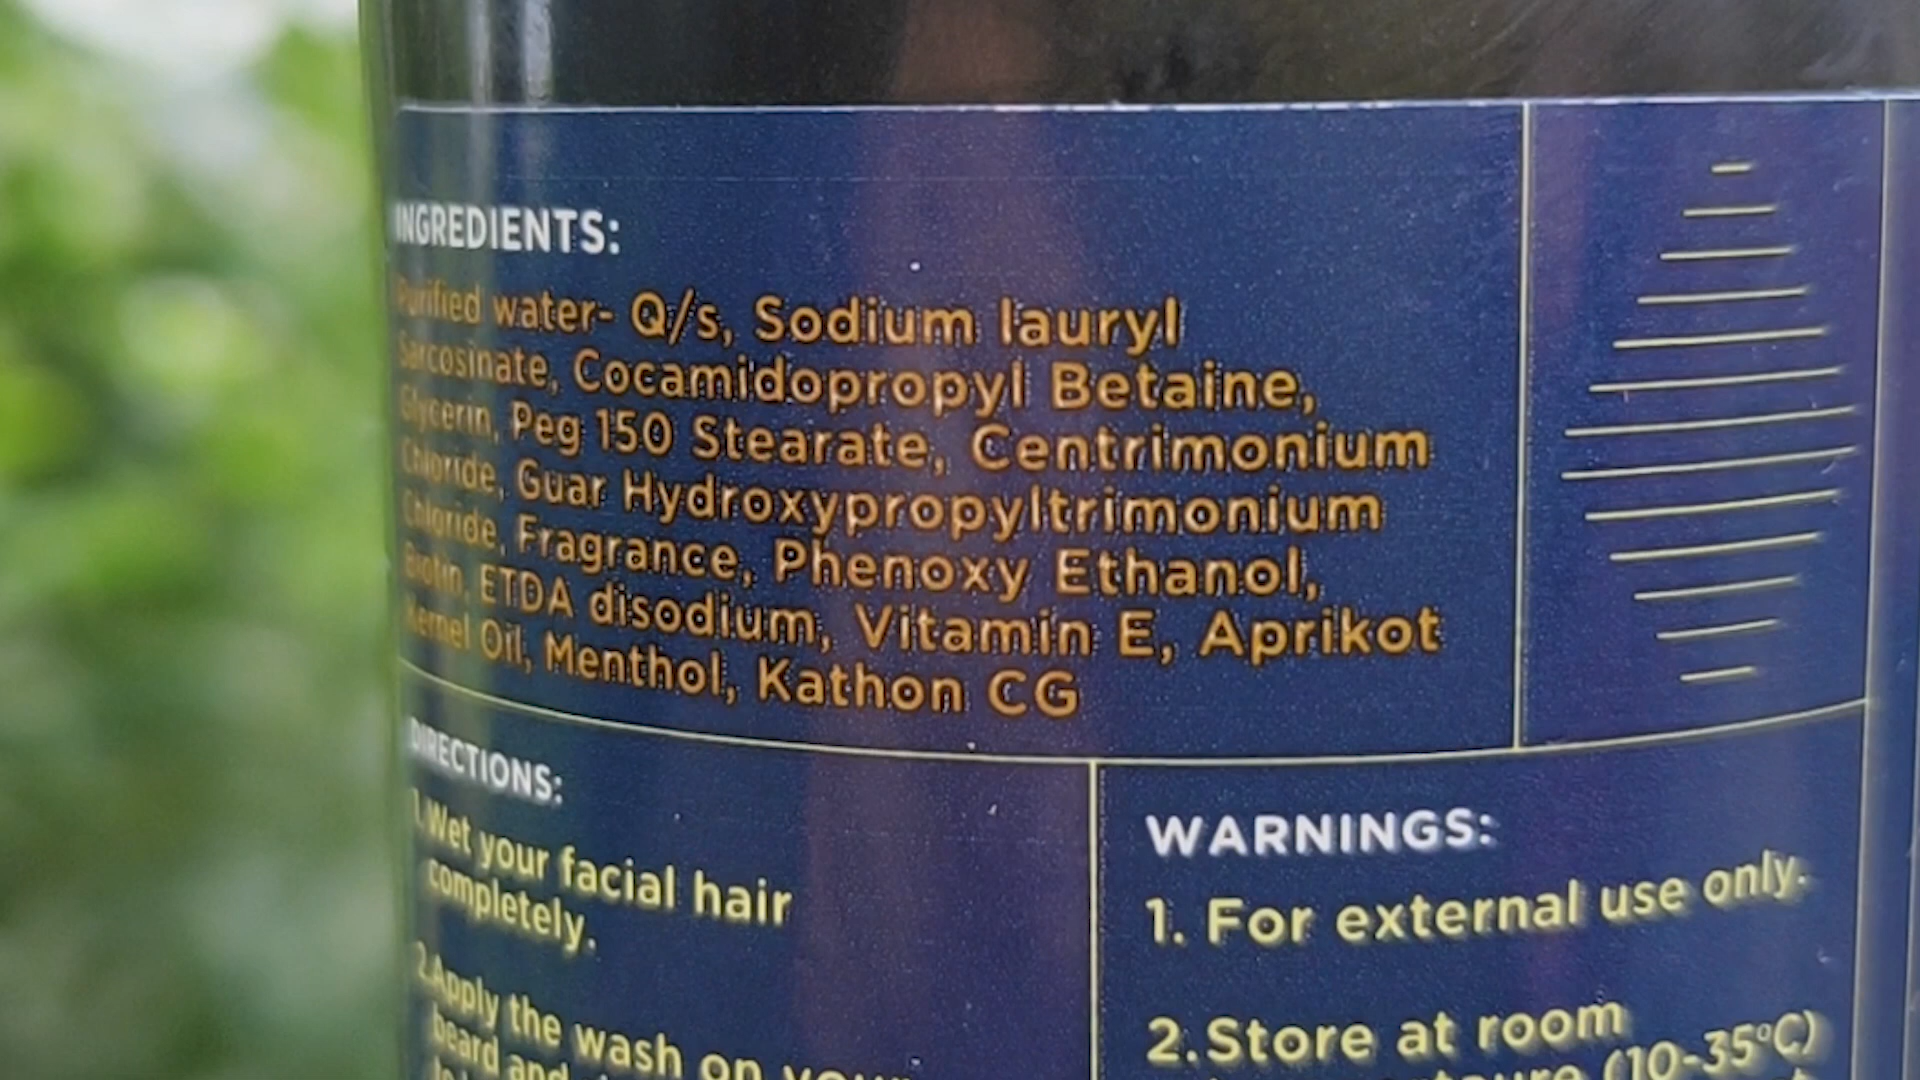 INGREDIENTS:
Purified water- Q/s, Sodium lauryl
Sarcosinate, Cocamidopropyl Betaine,
Glycerin, Peg 150 Stearate, Centrimonium
Chloride, Guar Hydroxypropyltrimonium
Chloride, Fragrance, Phenoxy Ethanol,
Biotin, ETDA disodium, Vitamin E, Aprikot
Kernel Oil, Menthol, Kathon CG
DIRECTIONS:
1.Wet your facial hair
completely.
2.Apply the wash on your
beard and
WARNINGS:
1. For external use only.
2.Store at room
(10-35°C)